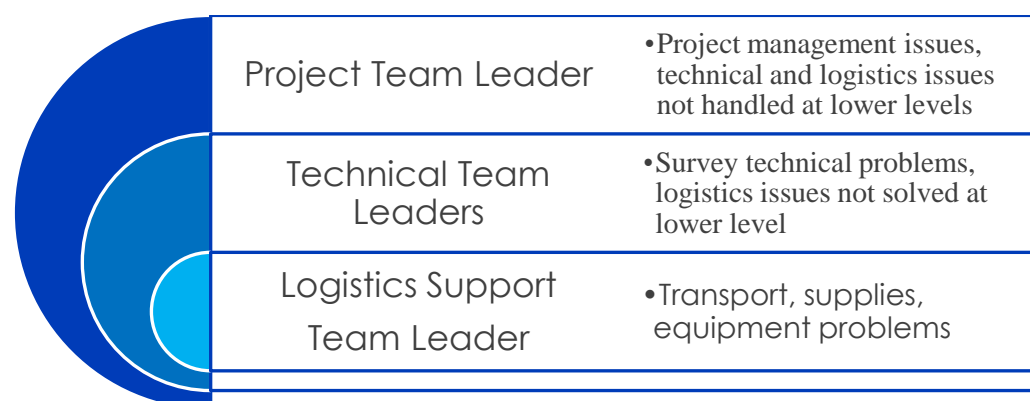 Project Team Leader
•Project management issues,
technical and logistics issues
not handled at lower levels
Technical Team
Leaders
•Survey technical problems,
logistics issues not solved at
lower level
Logistics Support
Team Leader
•Transport, supplies,
equipment problems